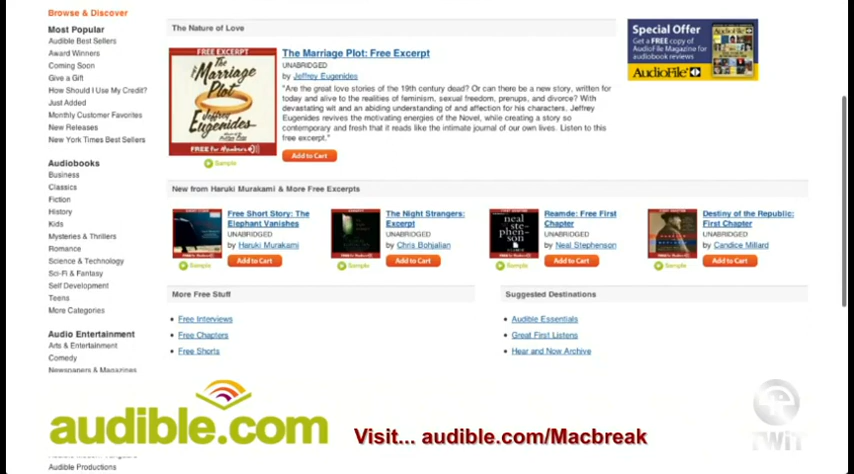 Browse & Discover
Most Popular
Audible Best Sellers
Award Winners
Coming Soon
Give a Gift
How Should I Use My Credit?
Just Added
Monthly Customer Favorites
New Releases
New York Times Best Sellers
Audiobooks
Business
Classics
Fiction
History
Kids
Mysteries & Thrillers
Romance
Science & Technology
Sci-Fi & Fantasy
Self Development
Teens
More Categories
Audio Entertainment
Arts & Entertainment
Comedy
Newspapers & Magazines
Audible Productions
The Nature of Love
FREE EXCERPT
The
Marriage
Plot
Jeffrey
Eugenides
FREE For Members
Sample
The Marriage Plot: Free Excerpt
UNABRIDGED
by Jeffrey Eugenides
"Are the great love stories of the 19th century dead? Or can there be a new story, written for
today and alive to the realities of feminism, sexual freedom, prenups, and divorce? With
devastating wit and an abiding understanding of and affection for his characters, Jeffrey
Eugenides revives the motivating energies of the Novel, while creating a story so
contemporary and fresh that it reads like the intimate journal of our own lives. Listen to this
free excerpt."
Add to Cart
Special Offer
Get a FREE copy of
AudioFile Magazine for
audiobook reviews
AudioFile
New from Haruki Murakami & More Free Excerpts
Sample
Free Short Story: The
Elephant Vanishes
UNABRIDGED
by Haruki Murakami
Add to Cart
Sample
The Night Strangers:
Excerpt
UNABRIDGED
by Chris Bohjalian
Add to Cart
neal
ste-
phen-
son
Sample
Reamde: Free First
Chapter
UNABRIDGED
by Neal Stephenson
Add to Cart
Sample
Destiny of the Republic:
First Chapter
UNABRIDGED
by Candice Millard
Add to Cart
More Free Stuff
Free Interviews
Free Chapters
Free Shorts
Suggested Destinations
Audible Essentials
Great First Listens
Hear and Now Archive
audible.com
Visit... audible.com/Macbreak
TWiT